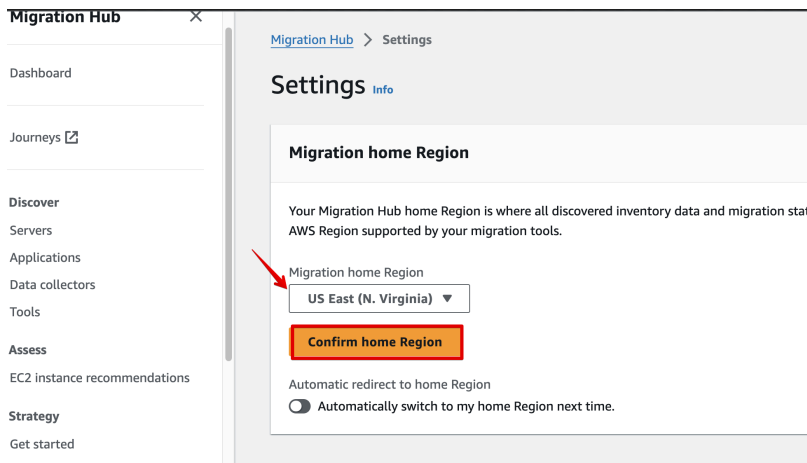 Migration Hub
Dashboard
Journeys
Discover
Servers
Applications
Data collectors
Tools
Assess
EC2 instance recommendations
Strategy
Get started
Migration Hub > Settings
Settings Info
Migration home Region
Your Migration Hub home Region is where all discovered inventory data and migration
AWS Region supported by your migration tools.
Migration home Region
US East (N. Virginia)
Confirm home Region
Automatic redirect to home Region
Automatically switch to my home Region next time.